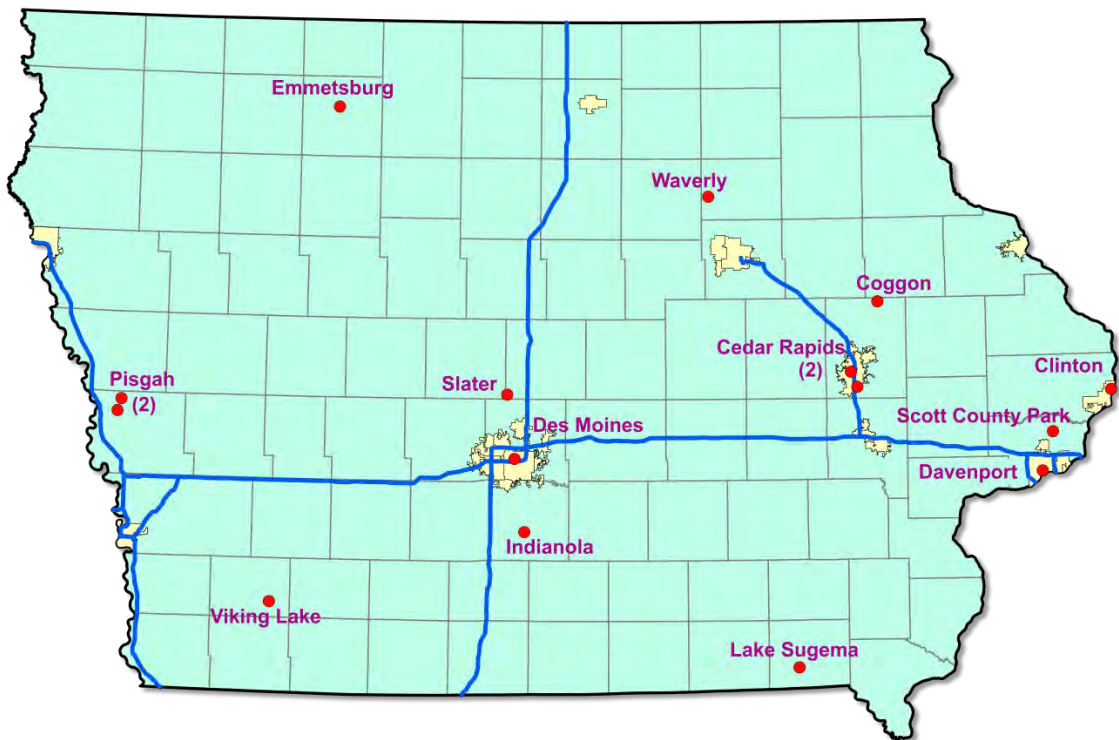 Emmetsburg
Waverly
Coggon
Cedar Rapids
(2)
Clinton
Pisgah
(2)
Slater
Scott County Park
Des Moines
Davenport
Indianola
Viking Lake
Lake Sugema